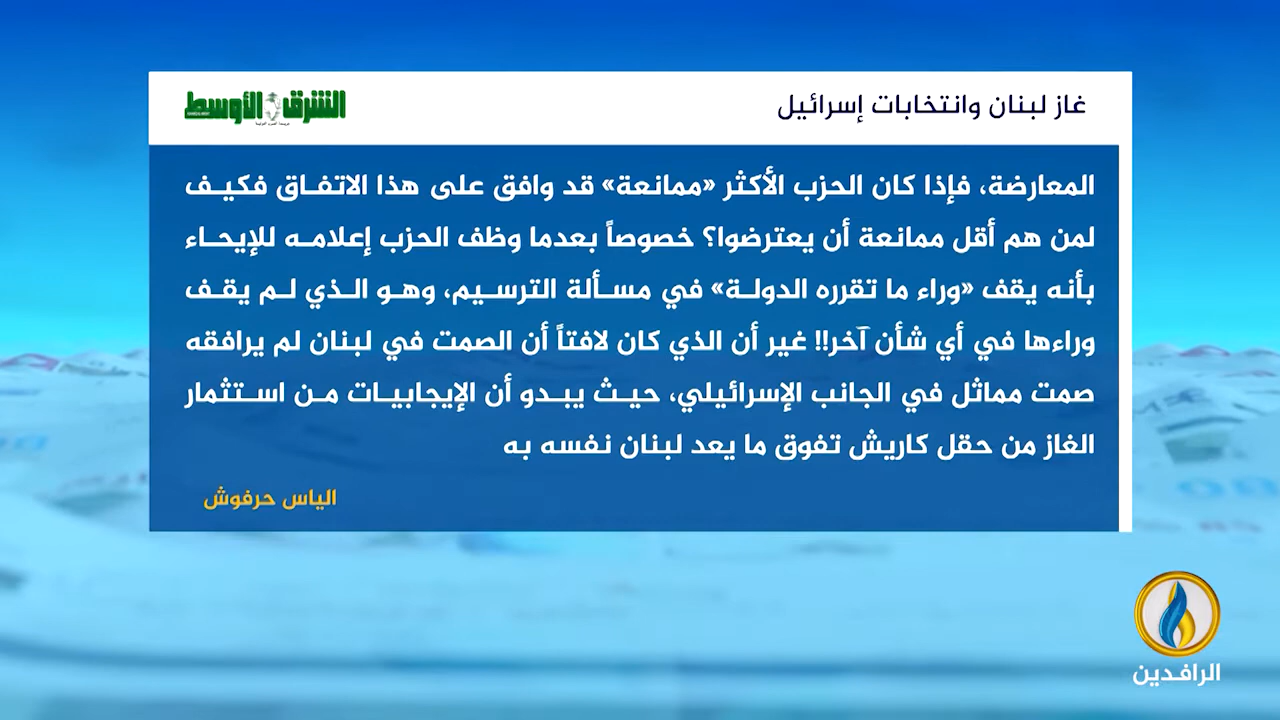 غاز لبنان وانتخابات إسرائيل
الشرق الأوسط
المعارضة، فإذا كان الحزب الأكثر «ممانعة» قد وافق على هذا الاتفاق فكيف
لمن هم أقل ممانعة أن يعترضوا؟ خصوصاً بعدما وظف الحزب إعلامه للإيحاء
بأنه يقف «وراء ما تقرره الدولة» في مسألة الترسيم، وهو الذي لم يقف
وراءها في أي شأن آخر!! غير أن الذي كان لافتاً أن الصمت في لبنان لم يرافقه
صمت مماثل في الجانب الإسرائيلي، حيث يبدو أن الإيجابيات من استثمار
الغاز من حقل كاريش تفوق ما يعد لبنان نفسه به
الياس حرفوش
الرافدين